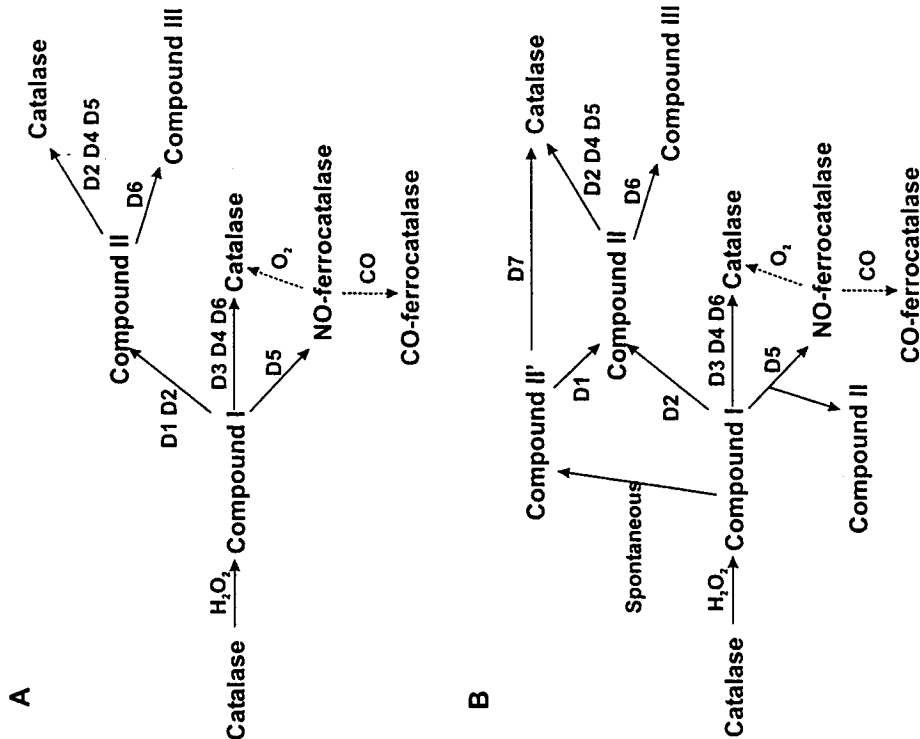 A
Catalase
H₂O₂
Compound I
D1 D2
D3 D4 D6
D5
Compound II
Catalase
NO-ferrocatalase
D2 D4 D5
D6
O₂
CO
Catalase
Compound III
CO-ferrocatalase
B
Catalase
H₂O₂
Compound I
Spontaneous
Compound II'
D7
D1
D2
D3 D4 D6
D5
Compound II
Compound II
Catalase
NO-ferrocatalase
D2 D4 D5
D6
O₂
CO
Catalase
Compound III
CO-ferrocatalase